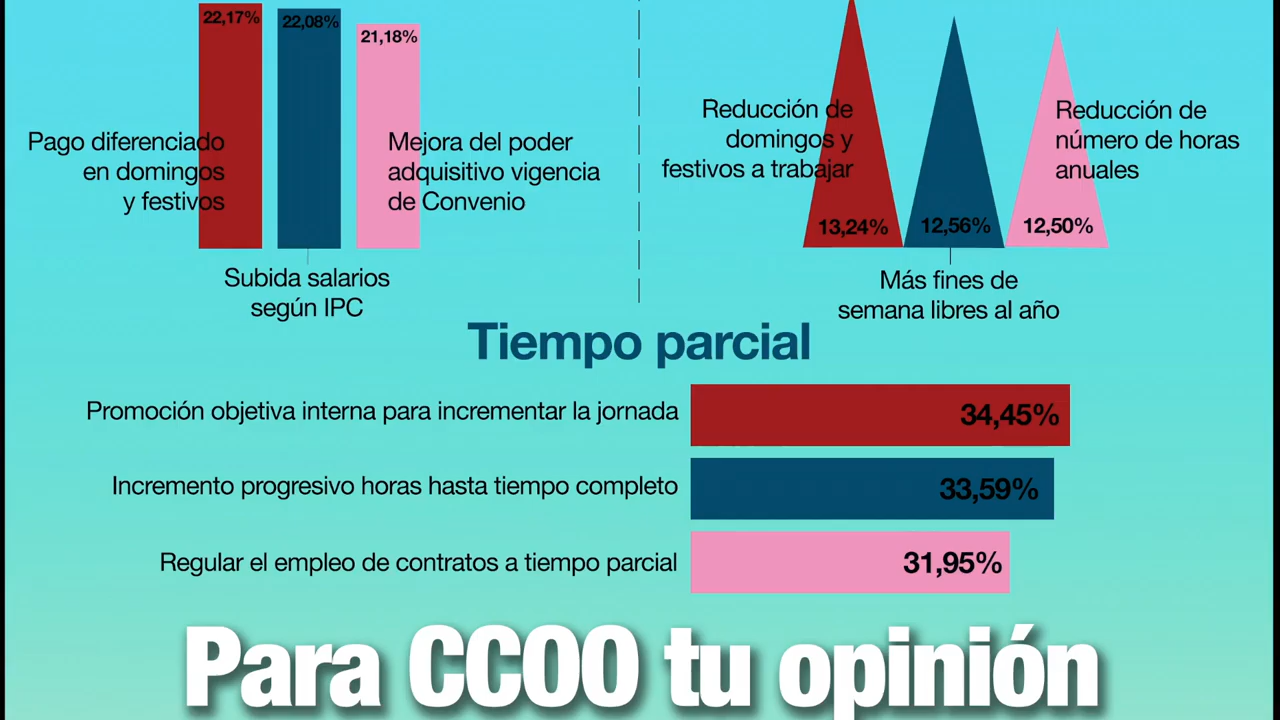 22,17%
22,08%
21,18%
Pago diferenciado
en domingos
y festivos
Mejora del poder
adquisitivo vigencia
de Convenio
Subida salarios
según IPC
Reducción de
domingos y
festivos a trabajar
Reducción de
número de horas
anuales
13,24%
12,56%
12,50%
Más fines de
semana libres al año
Tiempo parcial
Promoción objetiva interna para incrementar la jornada
34,45%
Incremento progresivo horas hasta tiempo completo
33,59%
Regular el empleo de contratos a tiempo parcial
31,95%
Para CCOO tu opinión